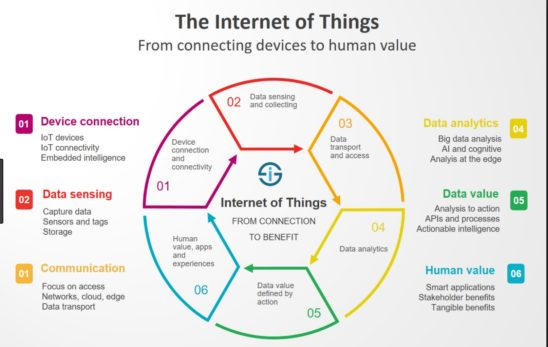 The Internet of Things
From connecting devices to human value
01 Device connection
IoT devices
IoT connectivity
Embedded intelligence
02 Data sensing
Capture data
Sensors and tags
Storage
01 Communication
Focus on access
Networks, cloud, edge
Data transport
02 Data sensing
and collecting
03
Data
transport
and access
Device
connection
and
connectivity
01
Internet of Things
FROM CONNECTION
TO BENEFIT
04
Data analytics
Human
value, apps
and
experiences
06
Data value
defined by
action
05
Data analytics 04
Big data analysis
AI and cognitive
Analyis at the edge
Data value 05
Analysis to action
APIs and processes
Actionable intelligence
Human value 06
Smart applications
Stakeholder benefits
Tangible benefits